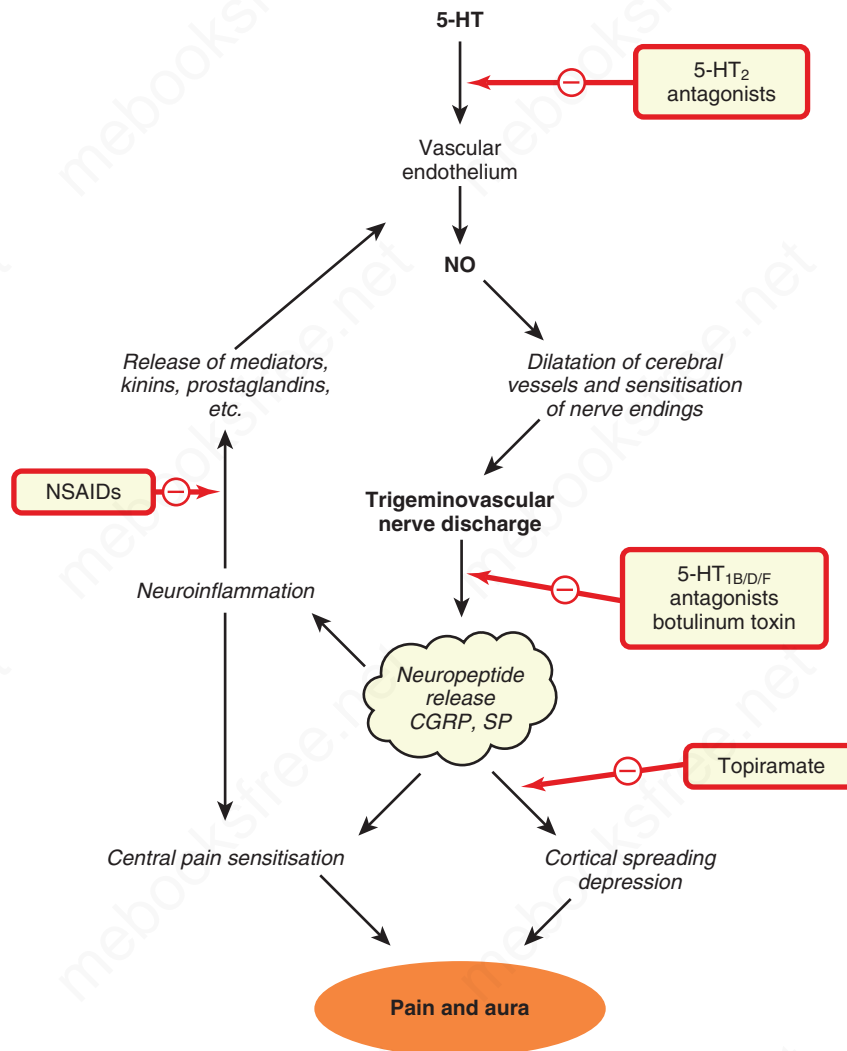 5-HT
5-HT₂
antagonists
Vascular
endothelium
NO
Release of mediators,
kinins, prostaglandins,
etc.
Dilatation of cerebral
vessels and sensitisation
of nerve endings
NSAIDs
Trigeminovascular
nerve discharge
5-HT₁B/D/F
antagonists
botulinum toxin
Neuroinflammation
Neuropeptide
release
CGRP, SP
Topiramate
Central pain sensitisation
Cortical spreading
depression
Pain and aura
mebooksfree.net